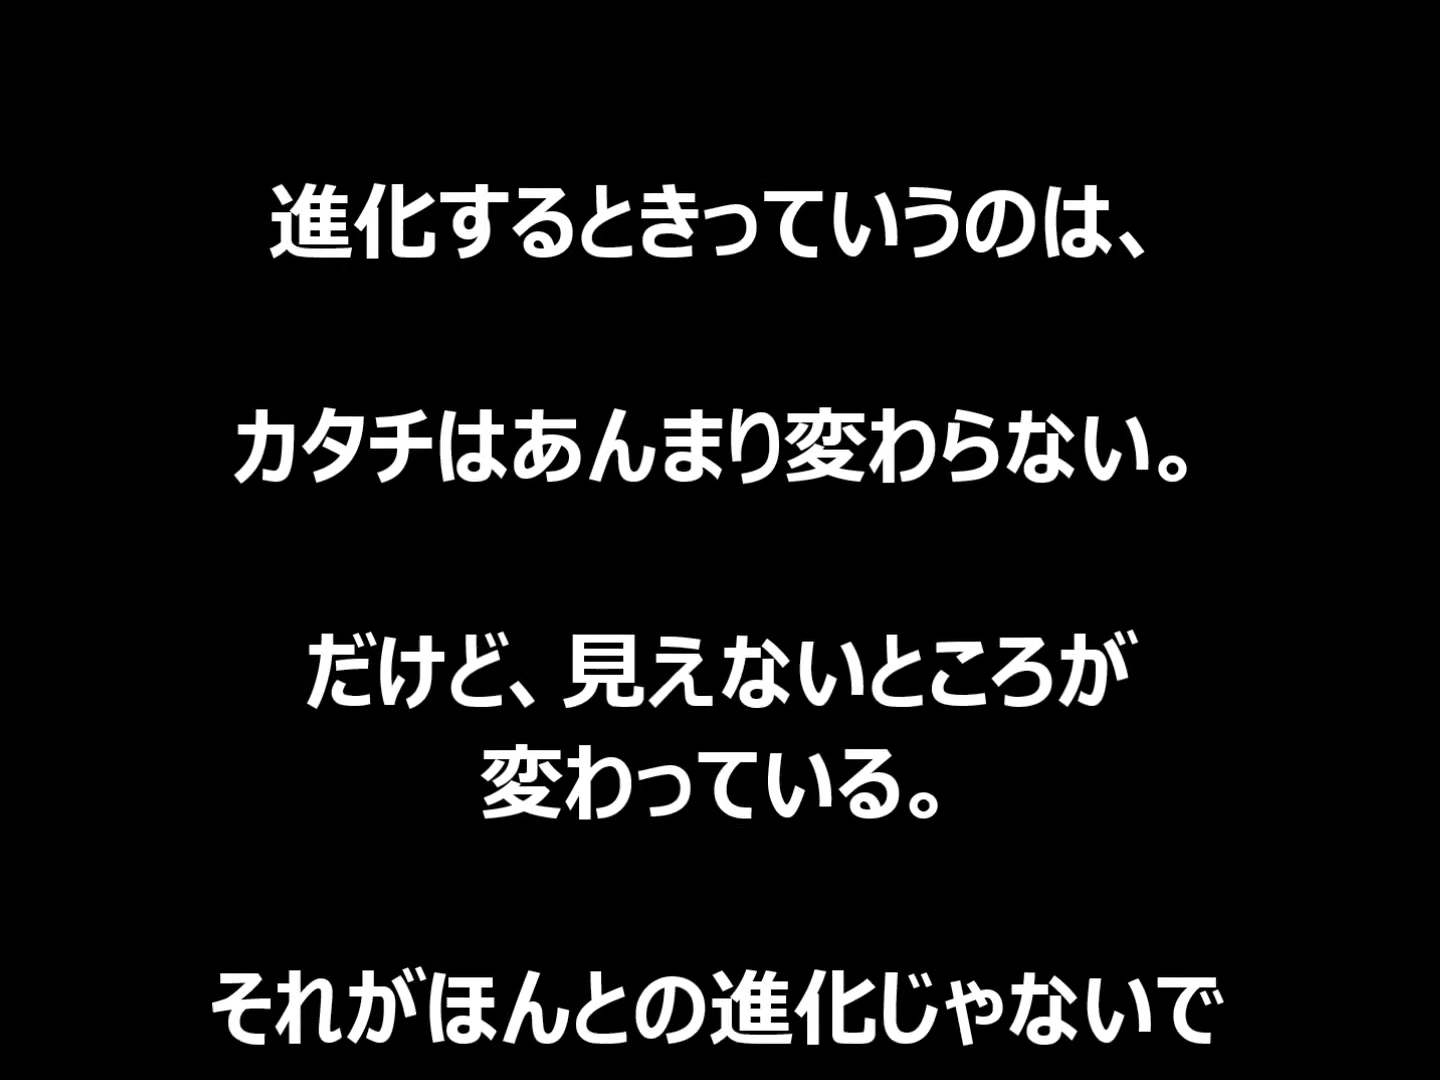 進化するときっていうのは、
カタチはあんまり変わらない。
だけど、見えないところが
変わっている。
それがほんとの進化じゃないで